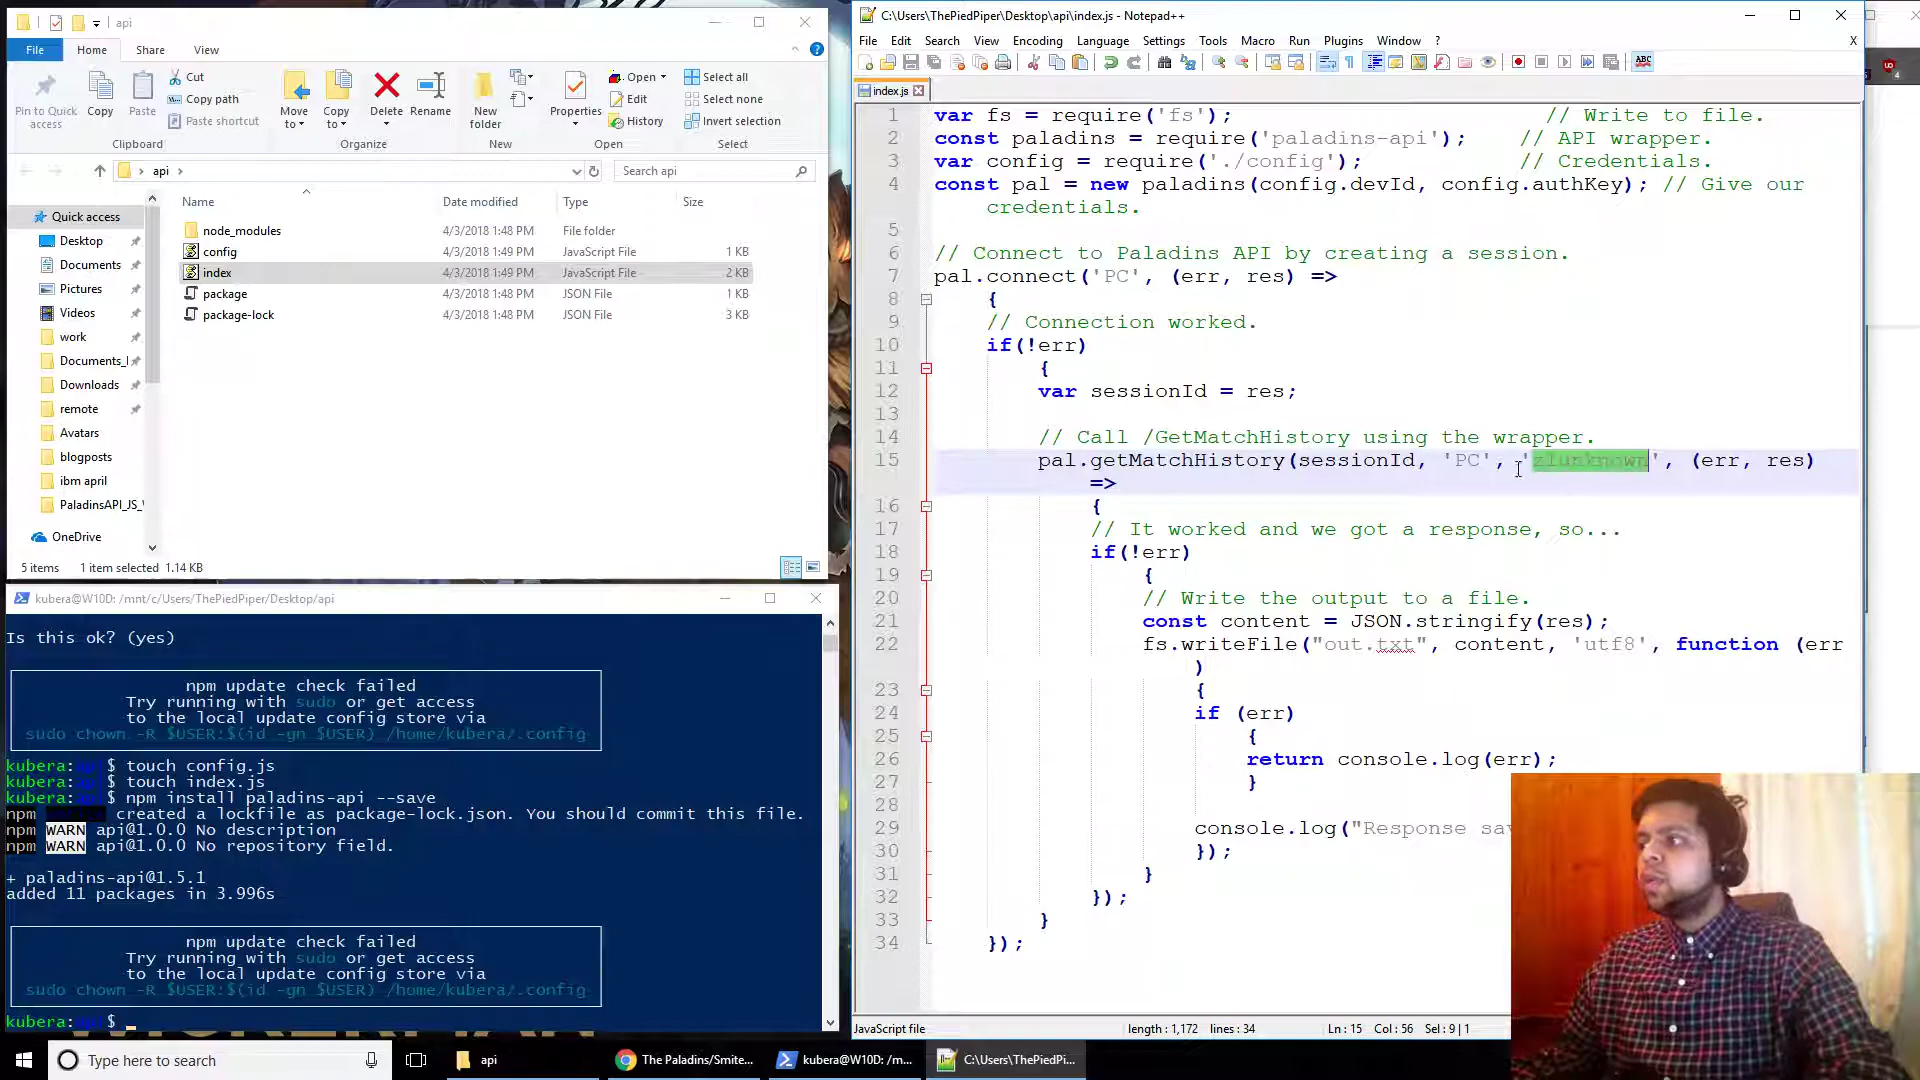 api
File
Home
Share
View
Pin to Quick access
Copy
Paste
Cut
Copy path
Paste shortcut
Clipboard
Move to
Copy to
Delete
Rename
Organize
New folder
New
Properties
Open
Edit
History
Open
Select all
Select none
Invert selection
Select
api
Search api
Name
Date modified
Type
Size
node_modules 4/3/2018 1:48 PM File folder
config 4/3/2018 1:49 PM JavaScript File 1 KB
index 4/3/2018 1:49 PM JavaScript File 2 KB
package 4/3/2018 1:48 PM JSON File 1 KB
package-lock 4/3/2018 1:48 PM JSON File 3 KB
Quick access
Desktop
Documents
Pictures
Videos
work
Documents_l
Downloads
remote
Avatars
blogposts
ibm april
PaladinsAPI_JS_
OneDrive
5 items 1 item selected 1.14 KB
kubera@W10D: /mnt/c/Users/ThePiedPiper/Desktop/api
Is this ok? (yes)
npm update check failed
Try running with sudo or get access
to the local update config store via
sudo chown -R $USER:$(id -gn $USER) /home/kubera/.config
kubera:api$ touch config.js
kubera:api$ touch index.js
kubera:api$ npm install paladins-api --save
npm created a lockfile as package-lock.json. You should commit this file.
npm WARN api@1.0.0 No description
npm WARN api@1.0.0 No repository field.
+ paladins-api@1.5.1
added 11 packages in 3.996s
npm update check failed
Try running with sudo or get access
to the local update config store via
sudo chown -R $USER:$(id -gn $USER) /home/kubera/.config
kubera:api$
C:\Users\ThePiedPiper\Desktop\api\index.js - Notepad++
File Edit Search View Encoding Language Settings Tools Macro Run Plugins Window ? X
ABC
index.js
1 var fs = require('fs'); // Write to file.
2 const paladins = require('paladins-api'); // API wrapper.
3 var config = require('./config'); // Credentials.
4 const pal = new paladins(config.devId, config.authKey); // Give our
credentials.
5
6 // Connect to Paladins API by creating a session.
7 pal.connect('PC', (err, res) =>
8 {
9 // Connection worked.
10 if(!err)
11 {
12 var sessionId = res;
13
14 // Call /GetMatchHistory using the wrapper.
15 pal.getMatchHistory(sessionId, 'PC', 'z1unknown', (err, res)
=>
16 {
17 // It worked and we got a response, so...
18 if(!err)
19 {
20 // Write the output to a file.
21 const content = JSON.stringify(res);
22 fs.writeFile("out.txt", content, 'utf8', function (err
)
23 {
24 if (err)
25 {
26 return console.log(err);
27 }
28
29 console.log("Response sa
30 });
31 }
32 });
33 }
34 });
JavaScript file length : 1,172 lines : 34 Ln : 15 Col : 56 Sel : 9 | 1
Type here to search
api
The Paladins/Smite...
kubera@W10D: /m...
C:\Users\ThePiedPi...